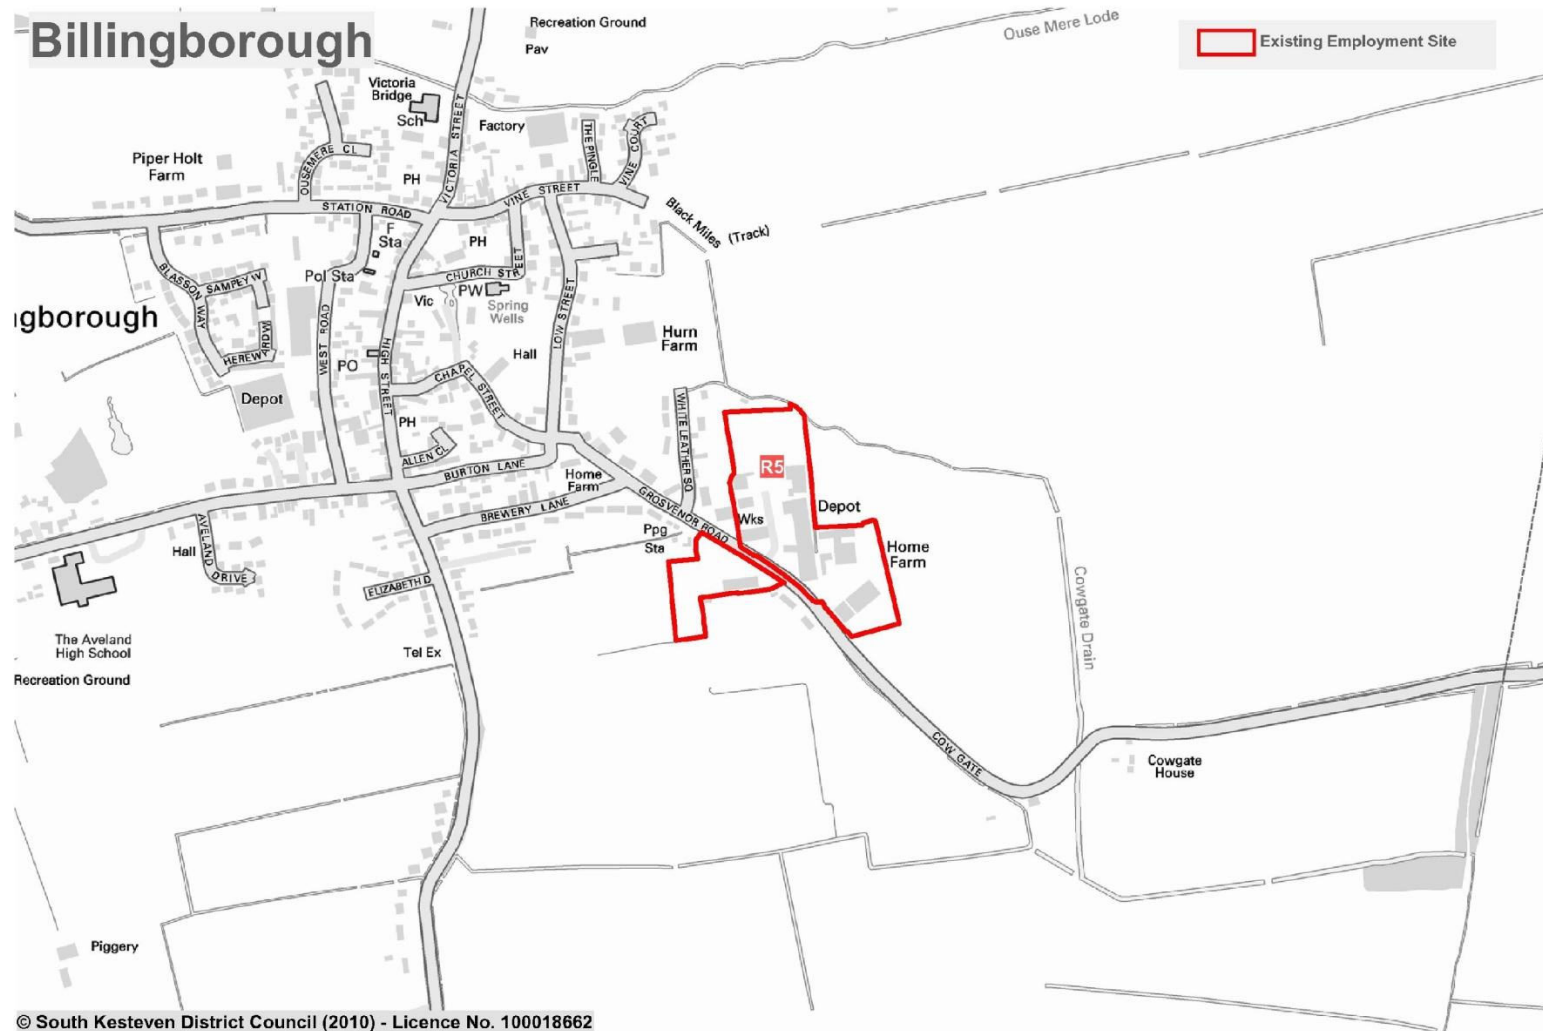 Billingborough
Recreation Ground
Pav
Ouse Mere Lode
Existing Employment Site
Victoria
Bridge
Sch
VICTORIA STREET
Factory
THE PINGLE
VINE COURT
OUSEMERE CL
Piper Holt
Farm
PH
VINE STREET
STATION ROAD
Black Miles (Track)
F
Sta
PH
BLASSON WAY
SAMPEY W
Pol Sta
CHURCH STREET
PW
Vic
Spring
Wells
LOW STREET
ngborough
HEREWARD W
WEST ROAD
PO
HIGH STREET
Hall
Hurn
Farm
CHAPEL STREET
Depot
WHITE LEATHER SQ
PH
ALLEN CL
BURTON LANE
Home
Farm
R5
GROSVENOR ROAD
BREWERY LANE
Wks
Depot
Ppg
Sta
AVELAND DRIVE
Hall
Home
Farm
ELIZABETH D
Cowgate Drain
The Aveland
High School
Tel Ex
Recreation Ground
COW GATE
Cowgate
House
Piggery
© South Kesteven District Council (2010) - Licence No. 100018662